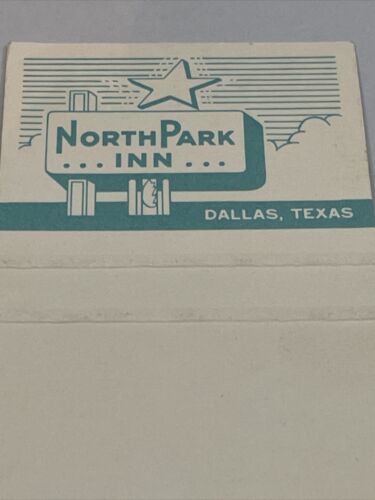 NORTHPARK
... INN ...
DALLAS, TEXAS